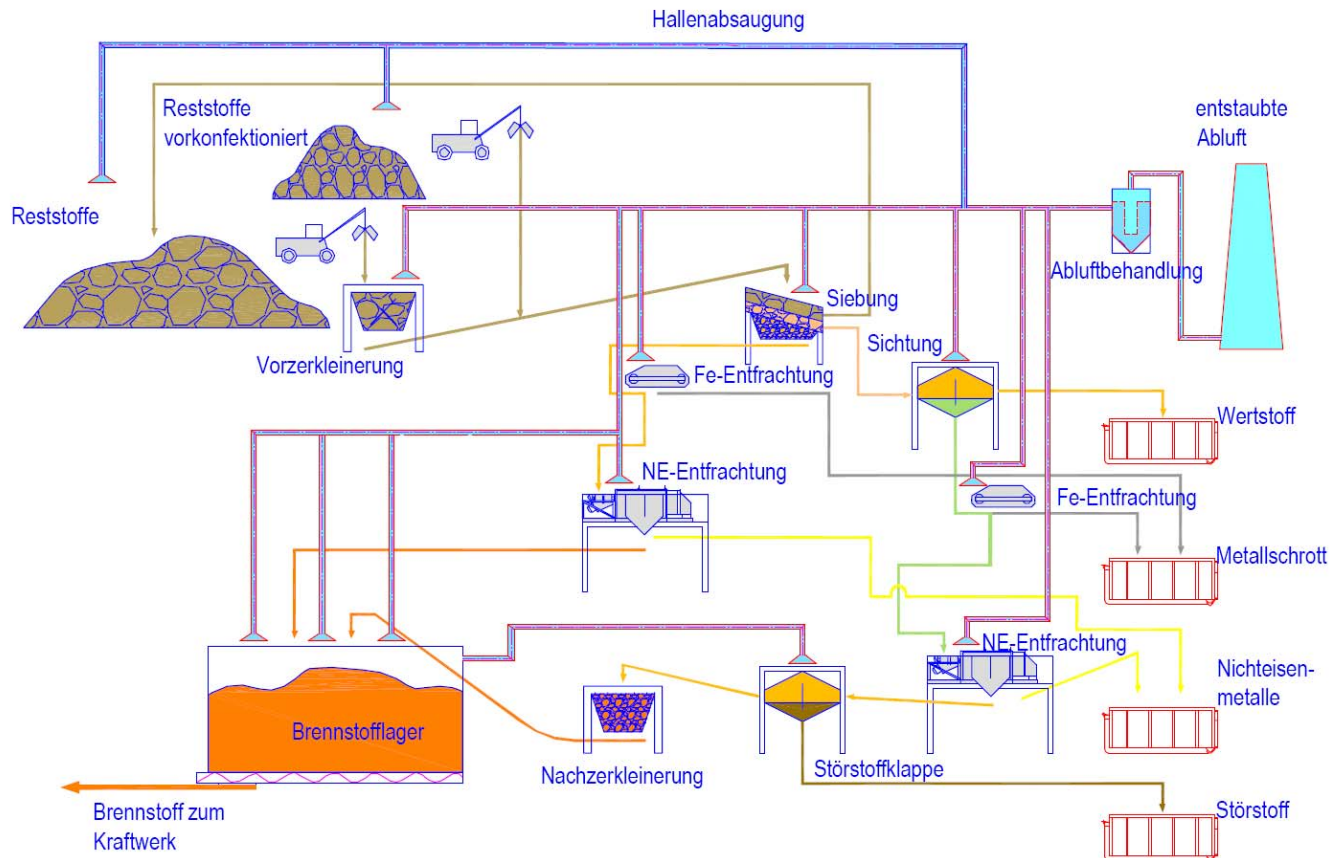 Hallenabsaugung
Reststoffe
vorkonfektioniert
entstaubte
Abluft
Reststoffe
Abluftbehandlung
Siebung
Vorzerkleinerung
Sichtung
Fe-Entfrachtung
Wertstoff
NE-Entfrachtung
Fe-Entfrachtung
Metallschrott
NE-Entfrachtung
Nichteisen-
metalle
Brennstofflager
Nachzerkleinerung
Störstoffklappe
Brennstoff zum
Kraftwerk
Störstoff